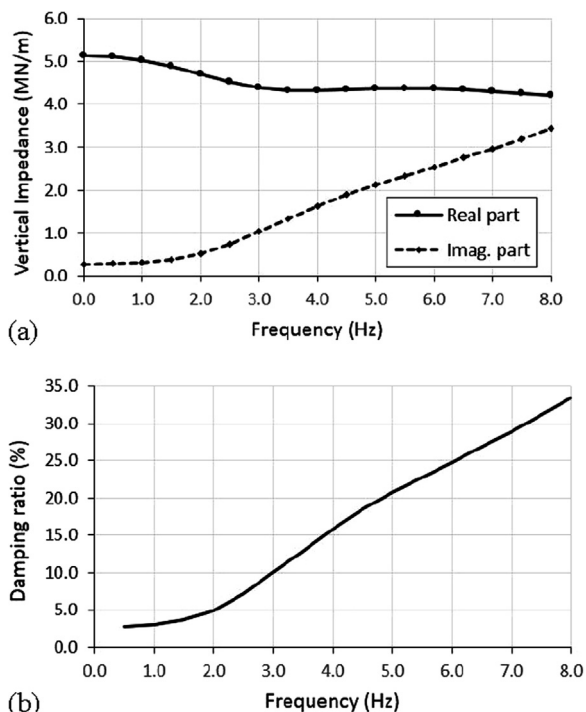 6.0
5.0
4.0
3.0
2.0
1.0
0.0
Vertical Impedance (MN/m)
Real part
Imag. part
0.0 1.0 2.0 3.0 4.0 5.0 6.0 7.0 8.0
Frequency (Hz)
(a)
35.0
30.0
25.0
20.0
15.0
10.0
5.0
0.0
Damping ratio (%)
0.0 1.0 2.0 3.0 4.0 5.0 6.0 7.0 8.0
Frequency (Hz)
(b)